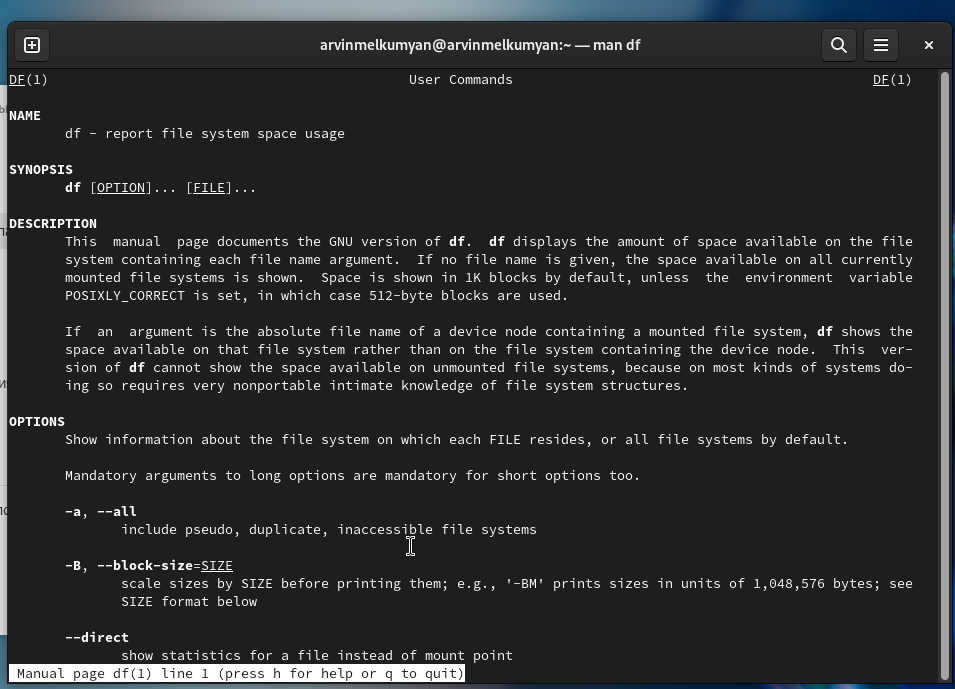 arvinmelkumyan@arvinmelkumyan:~ — man df
DF(1) User Commands DF(1)
NAME
df - report file system space usage
SYNOPSIS
df [OPTION]... [FILE]...
DESCRIPTION
This manual page documents the GNU version of df. df displays the amount of space available on the file
system containing each file name argument. If no file name is given, the space available on all currently
mounted file systems is shown. Space is shown in 1K blocks by default, unless the environment variable
POSIXLY_CORRECT is set, in which case 512-byte blocks are used.
If an argument is the absolute file name of a device node containing a mounted file system, df shows the
space available on that file system rather than on the file system containing the device node. This ver-
sion of df cannot show the space available on unmounted file systems, because on most kinds of systems do-
ing so requires very nonportable intimate knowledge of file system structures.
OPTIONS
Show information about the file system on which each FILE resides, or all file systems by default.
Mandatory arguments to long options are mandatory for short options too.
-a, --all
include pseudo, duplicate, inaccessible file systems
-B, --block-size=SIZE
scale sizes by SIZE before printing them; e.g., '-BM' prints sizes in units of 1,048,576 bytes; see
SIZE format below
--direct
show statistics for a file instead of mount point
Manual page df(1) line 1 (press h for help or q to quit)